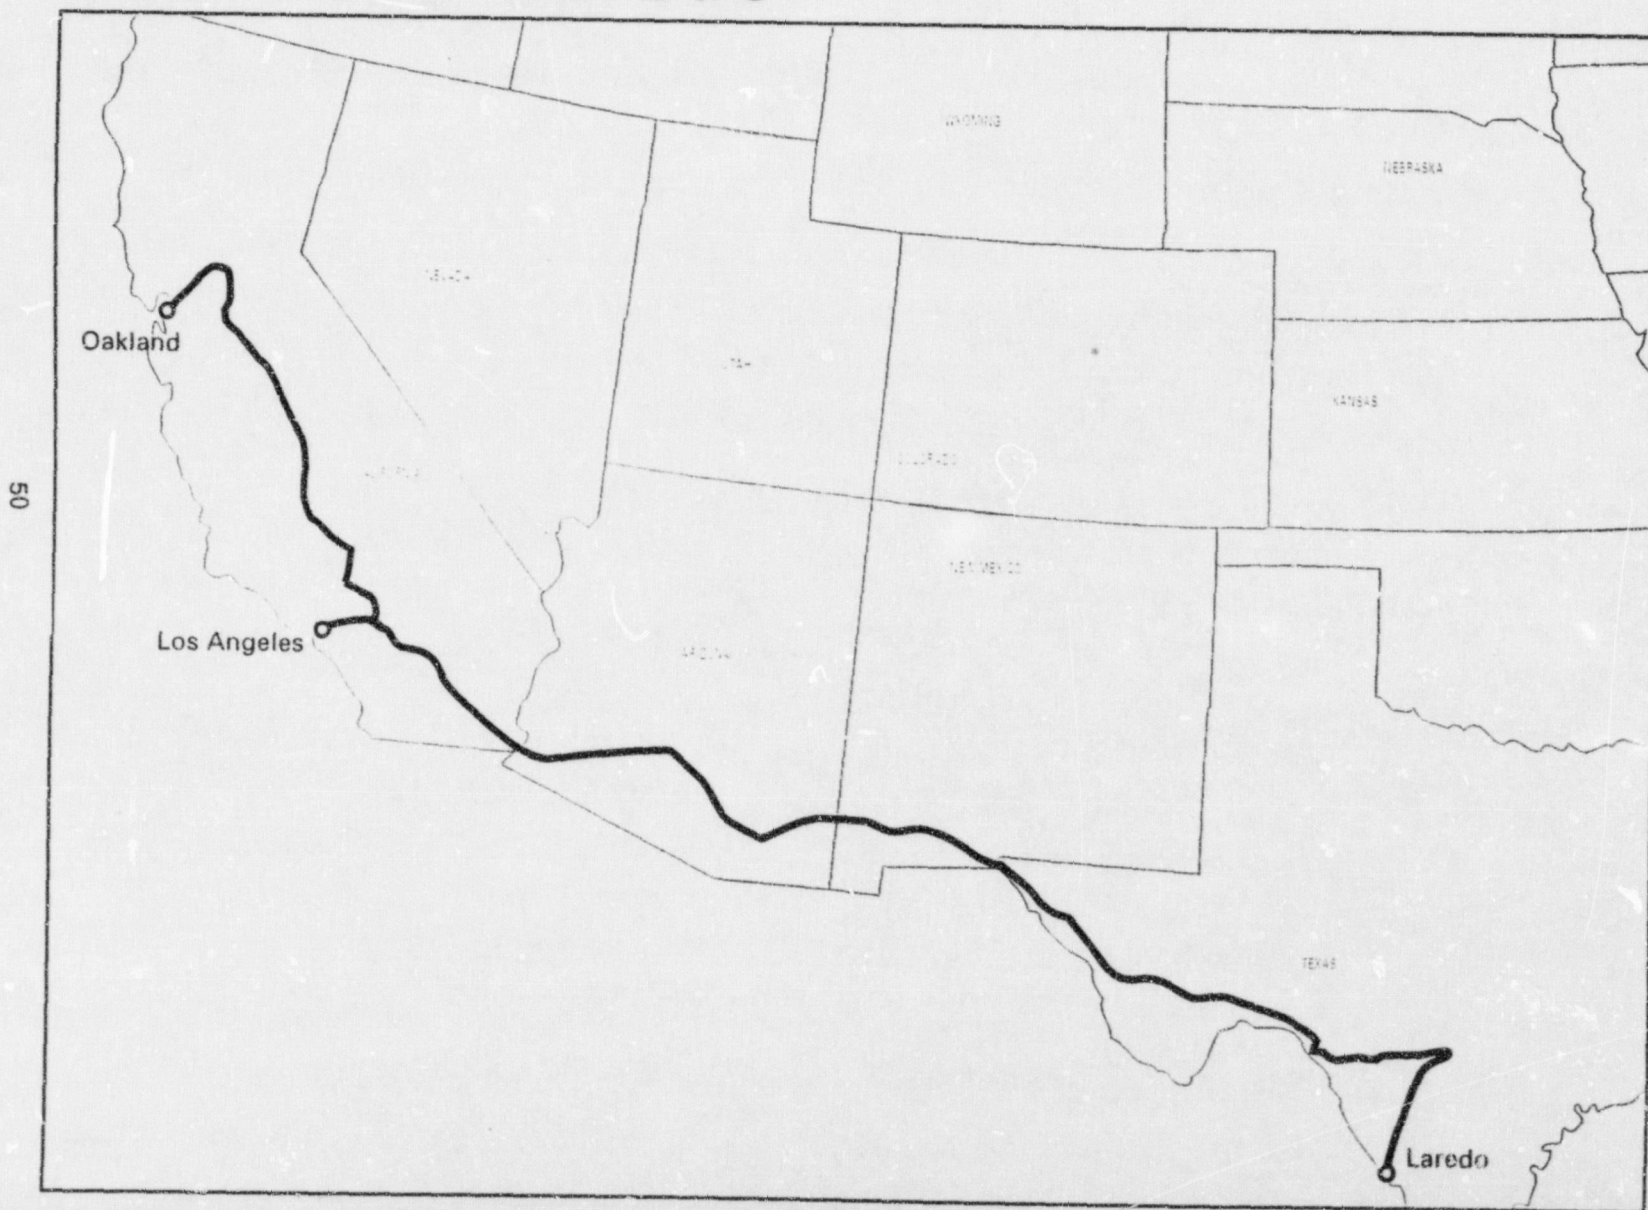 WYOMING
NEBRASKA
NEVADA
Oakland
UTAH
KANSAS
COLORADO
50
NEW MEXICO
Los Angeles
ARIZONA
TEXAS
Laredo